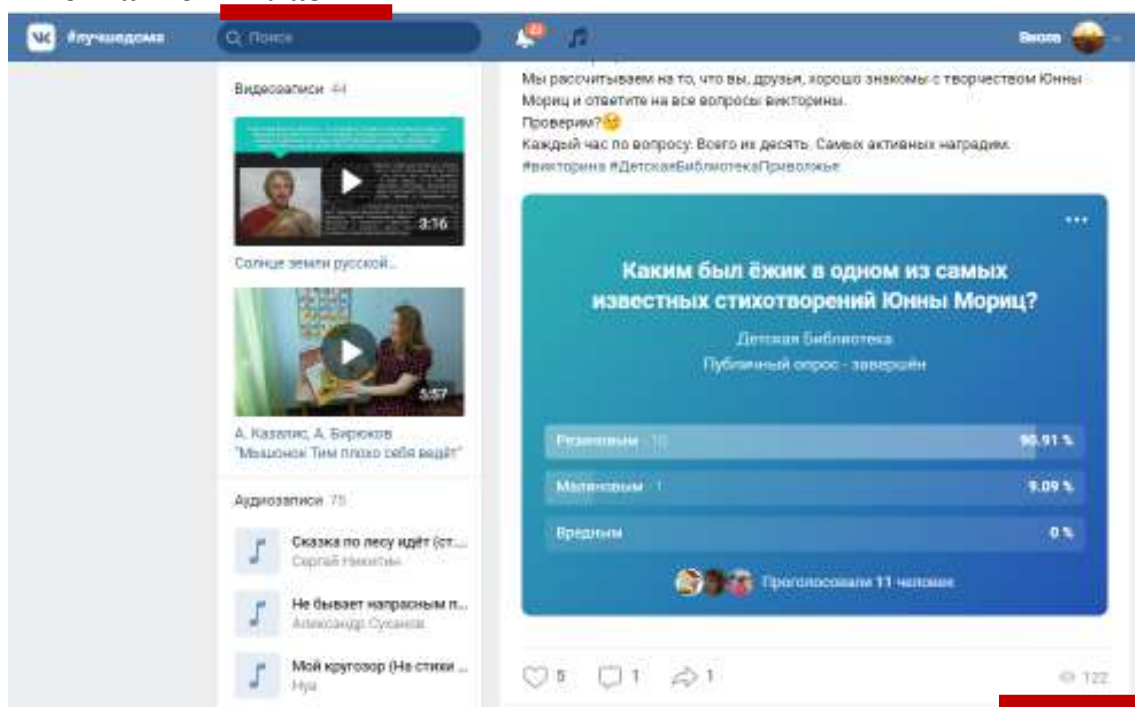 #лучшедома
Поиск
Виола
Видеозаписи 44
3:16
Солнце земли русской...
5:57
А. Казалис, А. Бирюков
"Мышонок Тим плохо себя ведёт"
Аудиозаписи 75
Сказка по лесу идёт (ст....
Сергей Никитин
Не бывает напрасным п...
Александр Суханов
Мой кругозор (На стихи ...
Мы рассчитываем на то, что вы, друзья, хорошо знакомы с творчеством Юнны
Мориц и ответите на все вопросы викторины.
Проверим?
Каждый час по вопросу. Всего их десять. Самых активных наградим.
#викторина #ДетскаяБиблиотекаПриволжье
Каким был ёжик в одном из самых
известных стихотворений Юнны Мориц?
Детская Библиотека
Публичный опрос - завершён
Резиновым 10 90.91 %
Малиновым 1 9.09 %
Вредным 0 %
Проголосовали 11 человек
5 1 1 122